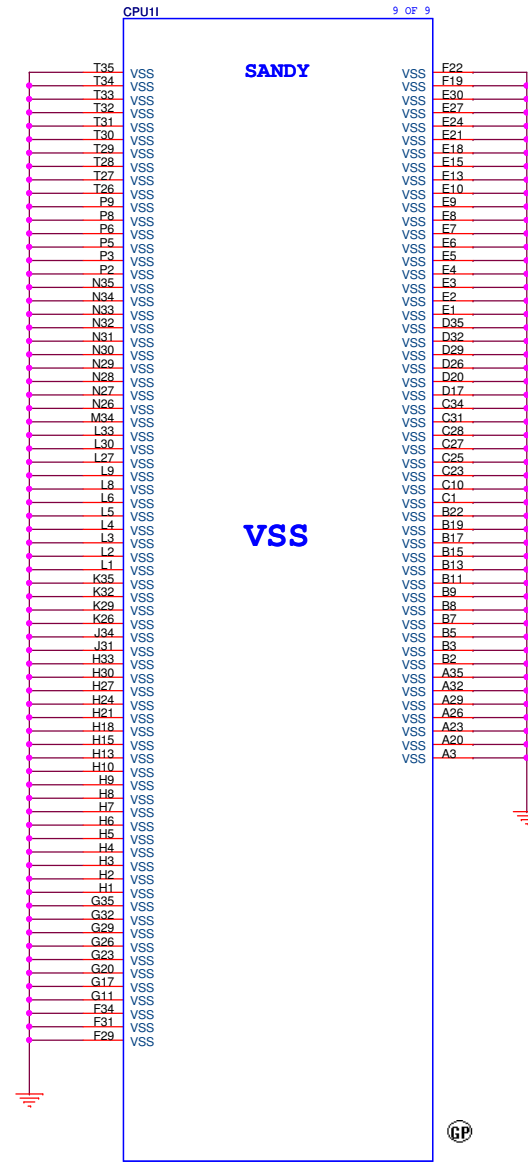 CPU1I 9 OF 9
SANDY
VSS
T35 VSS VSS F22
T34 VSS VSS F19
T33 VSS VSS E30
T32 VSS VSS E27
T31 VSS VSS E24
T30 VSS VSS E21
T29 VSS VSS E18
T28 VSS VSS E15
T27 VSS VSS E13
T26 VSS VSS E10
P9 VSS VSS E9
P8 VSS VSS E8
P6 VSS VSS E7
P5 VSS VSS E6
P3 VSS VSS E5
P2 VSS VSS E4
N35 VSS VSS E3
N34 VSS VSS E2
N33 VSS VSS E1
N32 VSS VSS D35
N31 VSS VSS D32
N30 VSS VSS D29
N29 VSS VSS D26
N28 VSS VSS D20
N27 VSS VSS D17
N26 VSS VSS C34
M34 VSS VSS C31
L33 VSS VSS C28
L30 VSS VSS C27
L27 VSS VSS C25
L9 VSS VSS C23
L8 VSS VSS C10
L6 VSS VSS C1
L5 VSS VSS B22
L4 VSS VSS B19
L3 VSS VSS B17
L2 VSS VSS B15
L1 VSS VSS B13
K35 VSS VSS B11
K32 VSS VSS B9
K29 VSS VSS B8
K26 VSS VSS B7
J34 VSS VSS B5
J31 VSS VSS B3
H33 VSS VSS B2
H30 VSS VSS A35
H27 VSS VSS A32
H24 VSS VSS A29
H21 VSS VSS A26
H18 VSS VSS A23
H15 VSS VSS A20
H13 VSS VSS A3
H10 VSS
H9 VSS
H8 VSS
H7 VSS
H6 VSS
H5 VSS
H4 VSS
H3 VSS
H2 VSS
H1 VSS
G35 VSS
G32 VSS
G29 VSS
G26 VSS
G23 VSS
G20 VSS
G17 VSS
G11 VSS
F34 VSS
F31 VSS
F29 VSS
GP